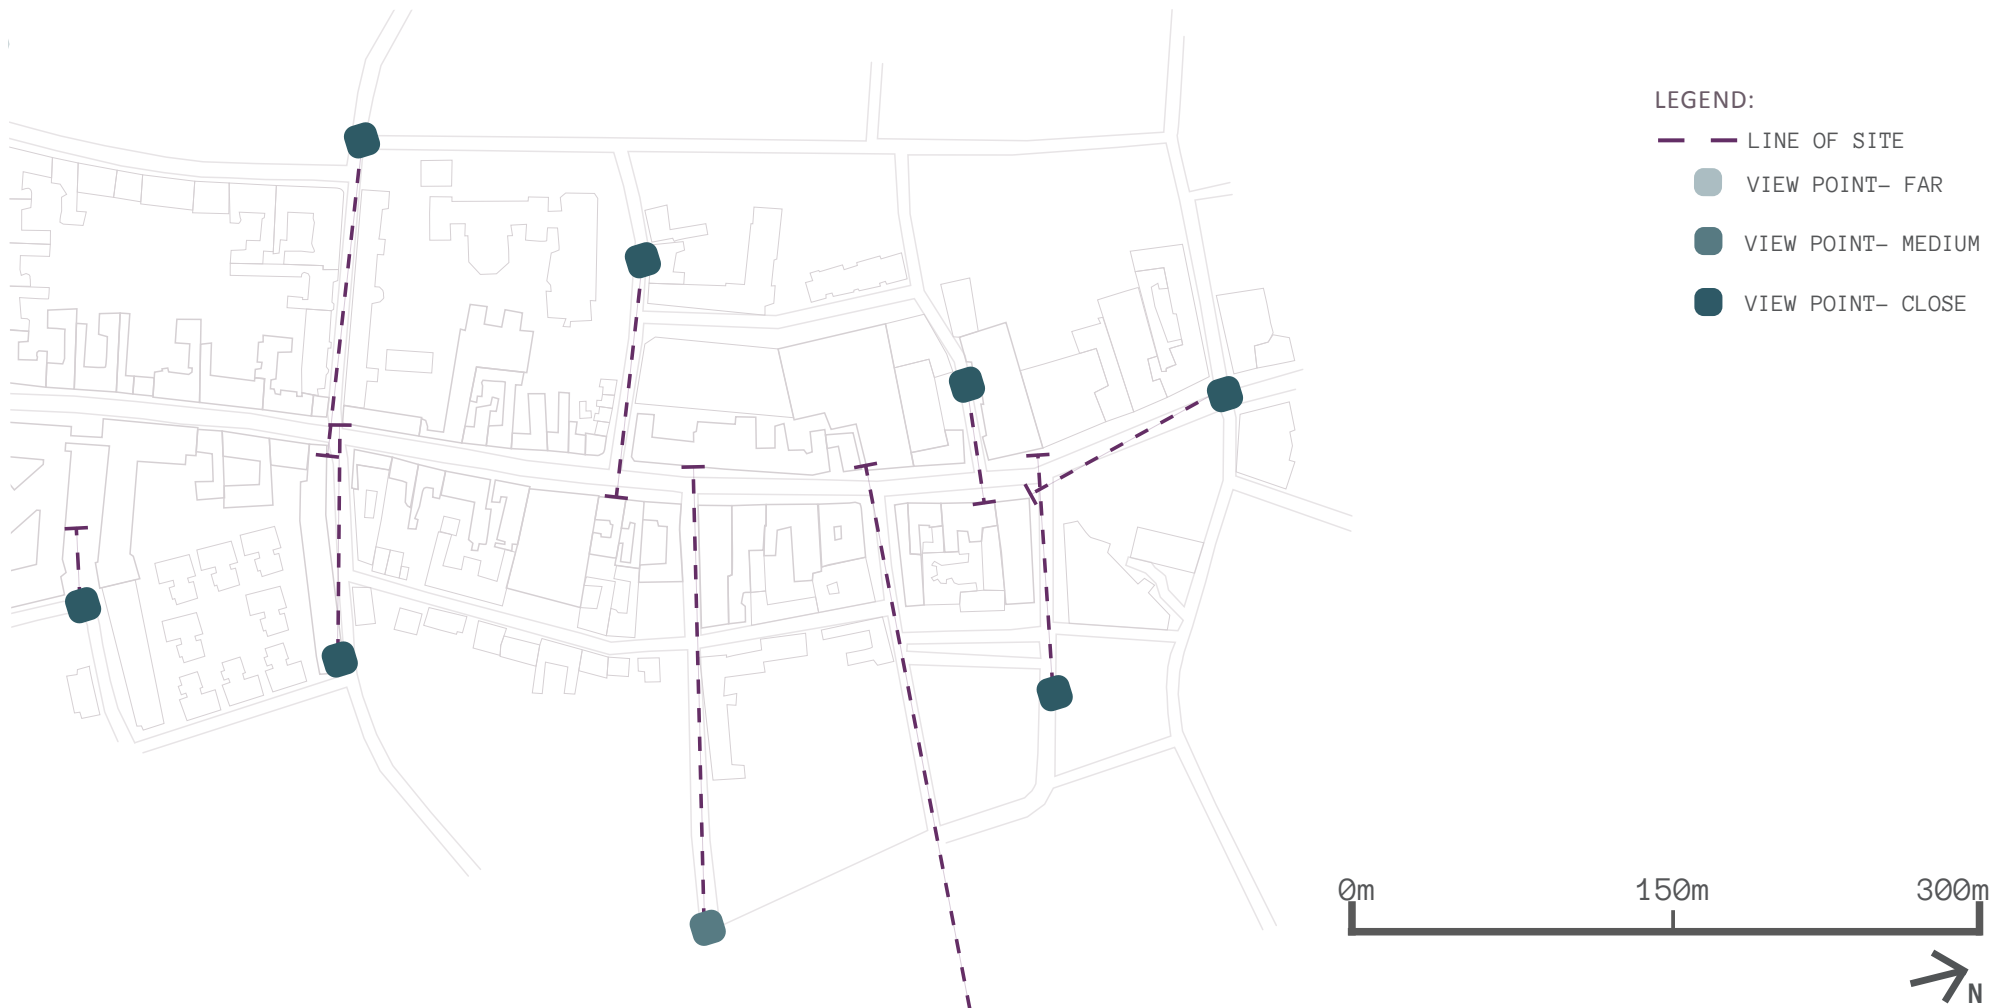 LEGEND:
LINE OF SITE
VIEW POINT— FAR
VIEW POINT— MEDIUM
VIEW POINT— CLOSE
0m 150m 300m
N